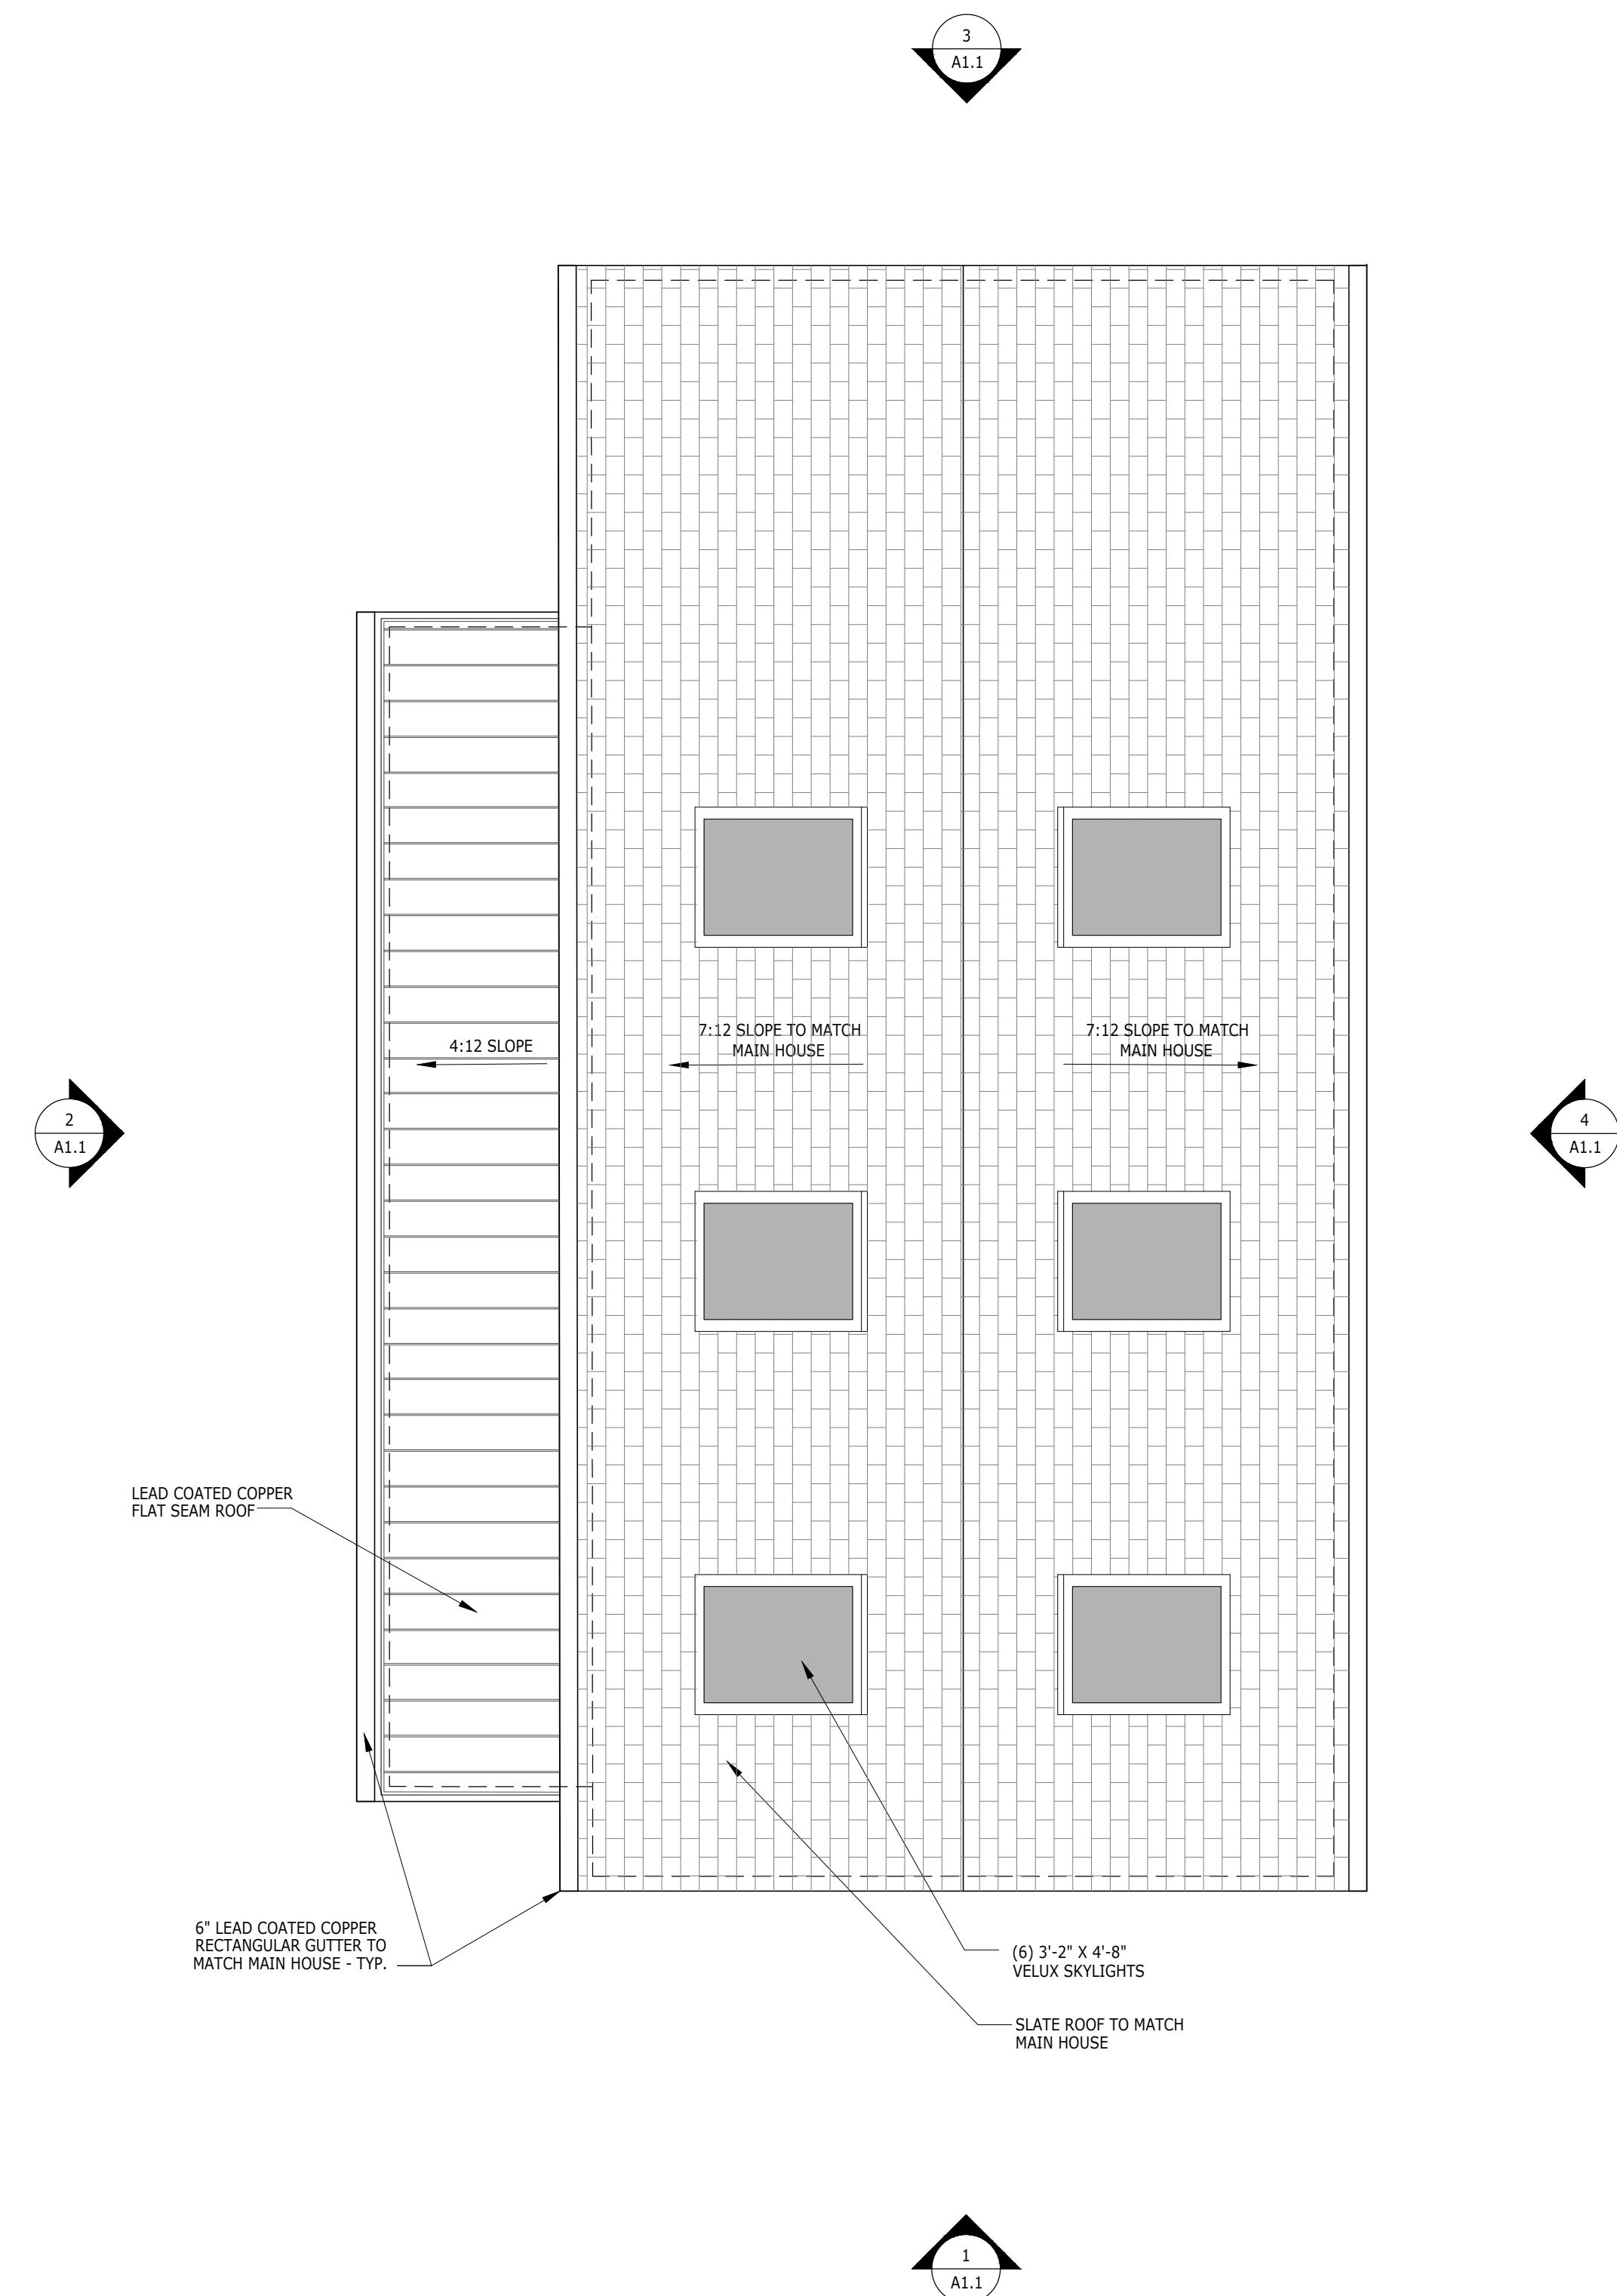 3
A1.1
7:12 SLOPE TO MATCH
MAIN HOUSE
7:12 SLOPE TO MATCH
MAIN HOUSE
4:12 SLOPE
2
A1.1
4
A1.1
LEAD COATED COPPER
FLAT SEAM ROOF
6" LEAD COATED COPPER
RECTANGULAR GUTTER TO
MATCH MAIN HOUSE - TYP.
(6) 3'-2" X 4'-8"
VELUX SKYLIGHTS
SLATE ROOF TO MATCH
MAIN HOUSE
1
A1.1